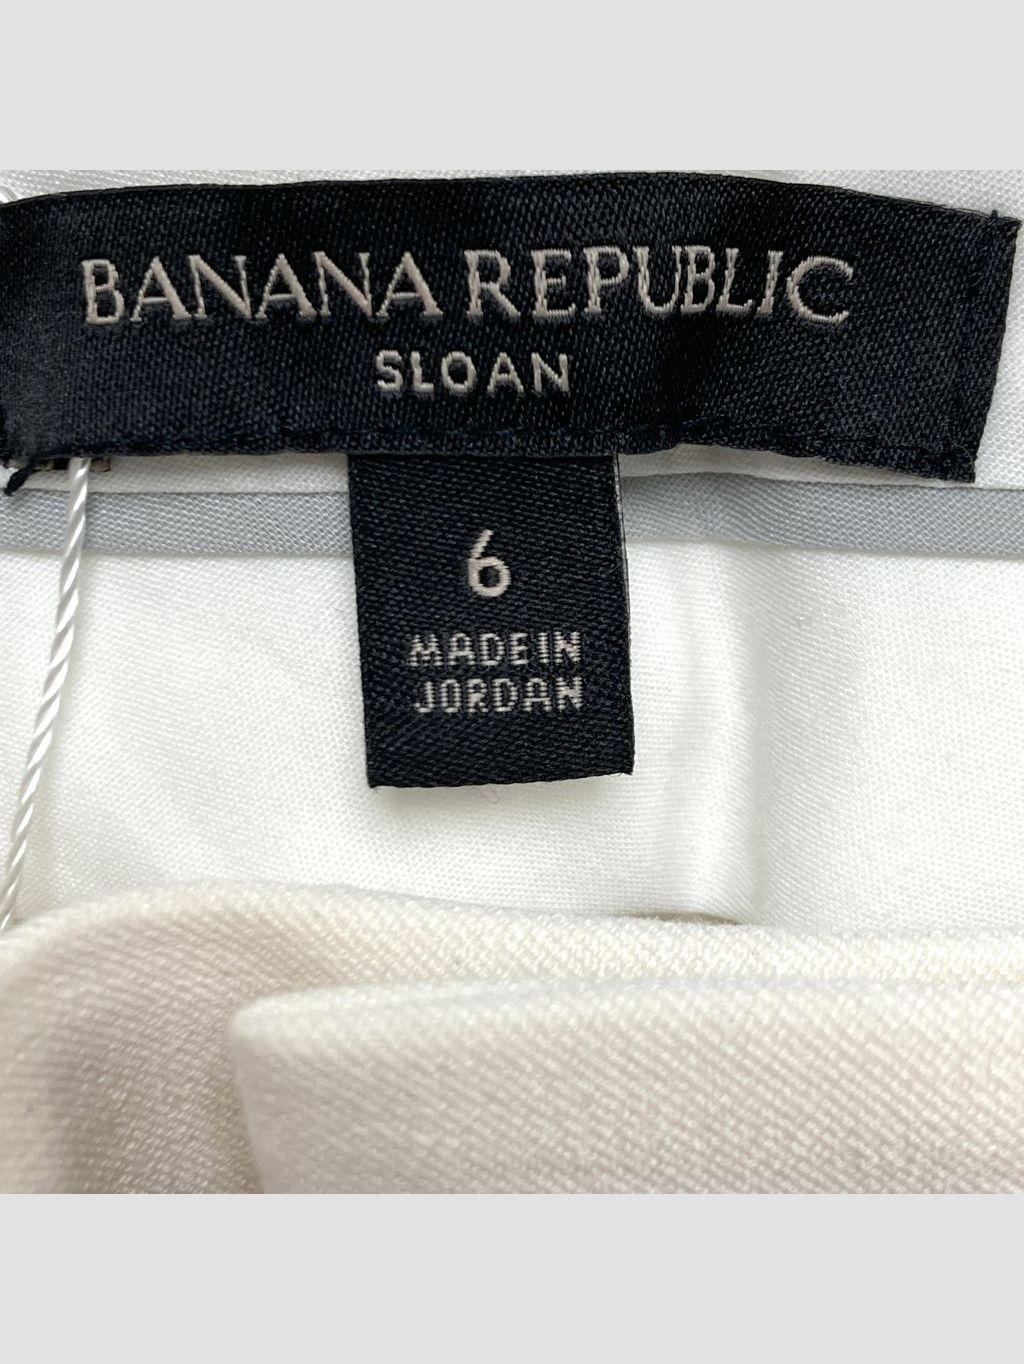 BANANA REPUBLIC
SLOAN
6
MADE IN
JORDAN